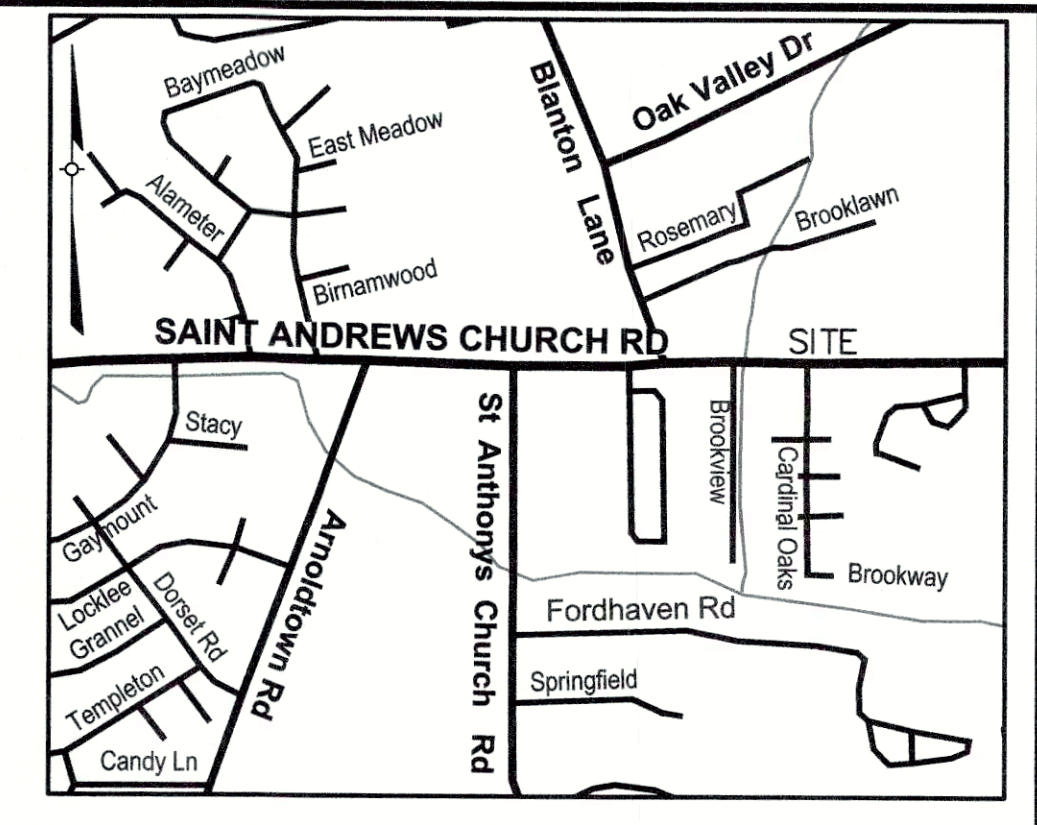 Baymeadow
East Meadow
Alameter
Birnamwood
Blanton Lane
Oak Valley Dr
Rosemary
Brooklawn
SAINT ANDREWS CHURCH RD
SITE
Stacy
Gaymount
Locklee
Grannel
Dorset Rd
Templeton
Candy Ln
Arnoldtown Rd
St Anthonys Church Rd
Brookview
Cardinal Oaks
Brookway
Fordhaven Rd
Springfield